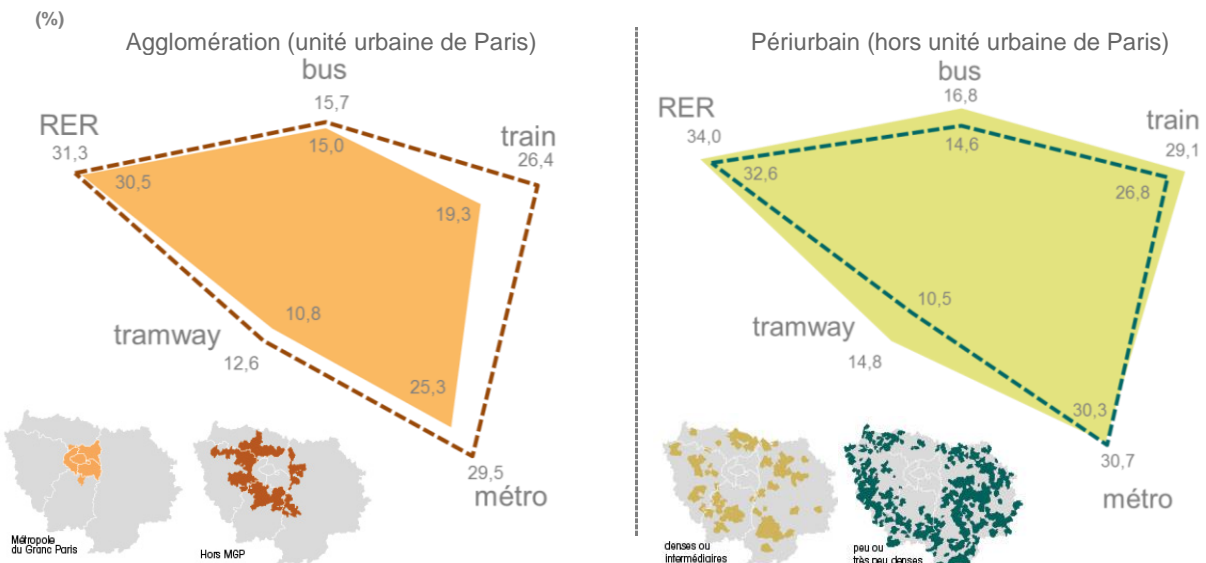 (%)
Agglomération (unité urbaine de Paris)
bus
15,7
RER
31,3
15,0
train
26,4
30,5
19,3
10,8
tramway
12,6
25,3
29,5
métro
Métropole
du Granc Paris
Hors MGP
Périurbain (hors unité urbaine de Paris)
bus
16,8
RER
34,0
14,6
train
29,1
32,6
26,8
10,5
tramway
14,8
30,3
30,7
métro
denses ou
intermédiaires
peu ou
très peu denses